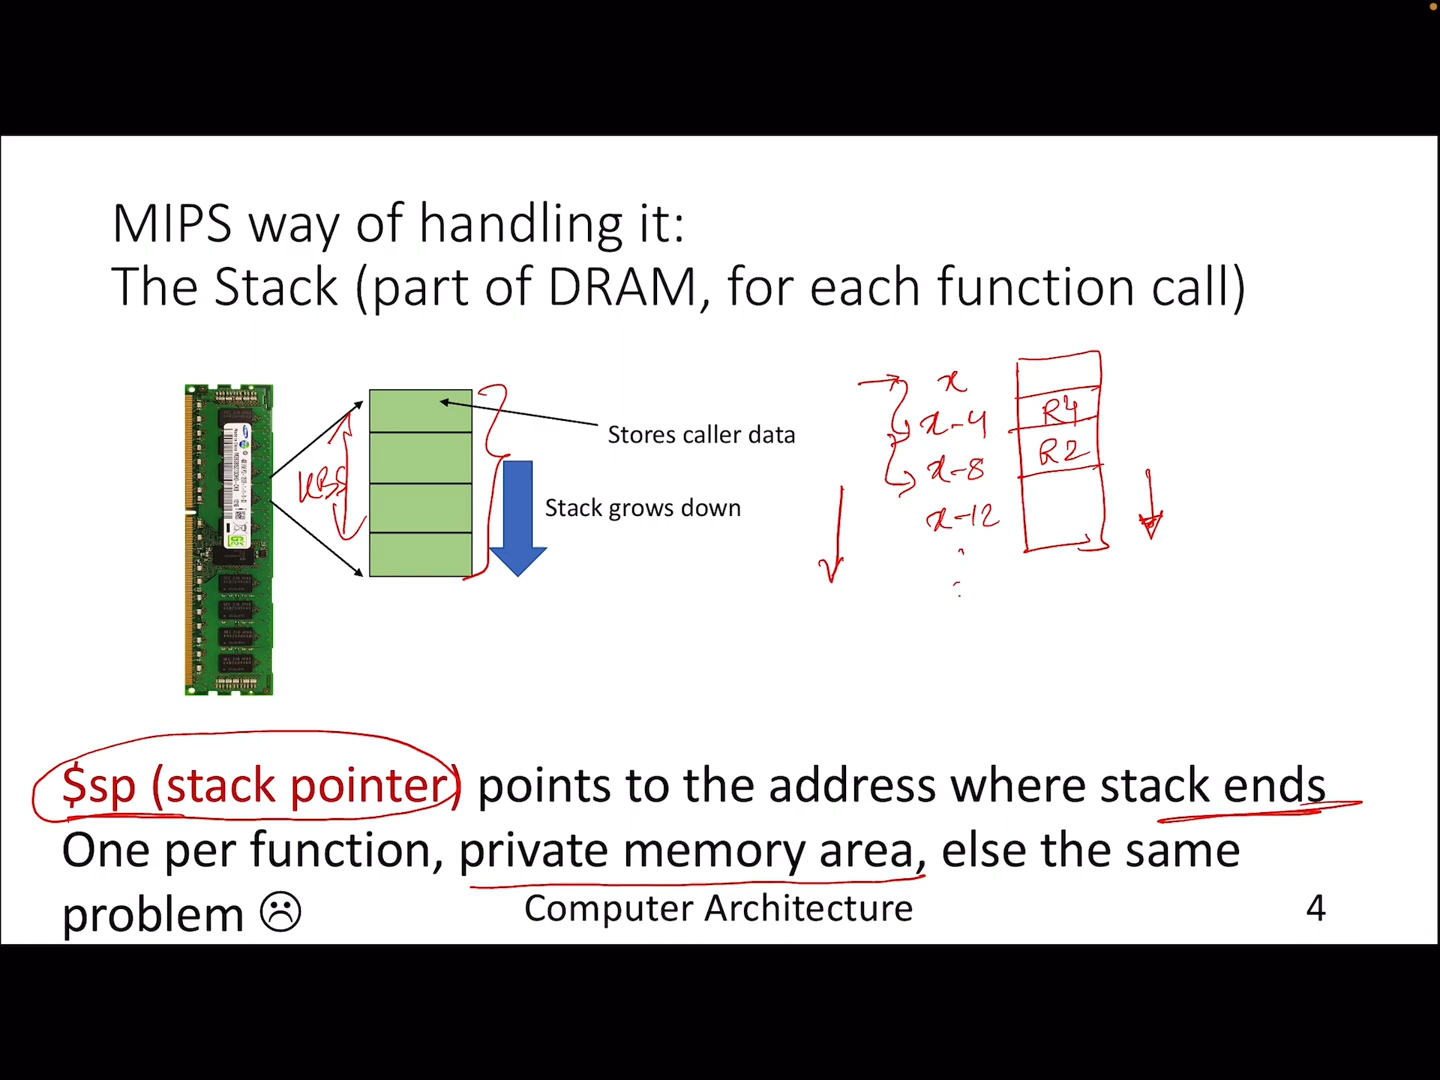 MIPS way of handling it:
The Stack (part of DRAM, for each function call)
Stores caller data
Stack grows down
x
x-4
x-8
x-12
R4
R2
$sp (stack pointer) points to the address where stack ends
One per function, private memory area, else the same
problem ☹
Computer Architecture
4